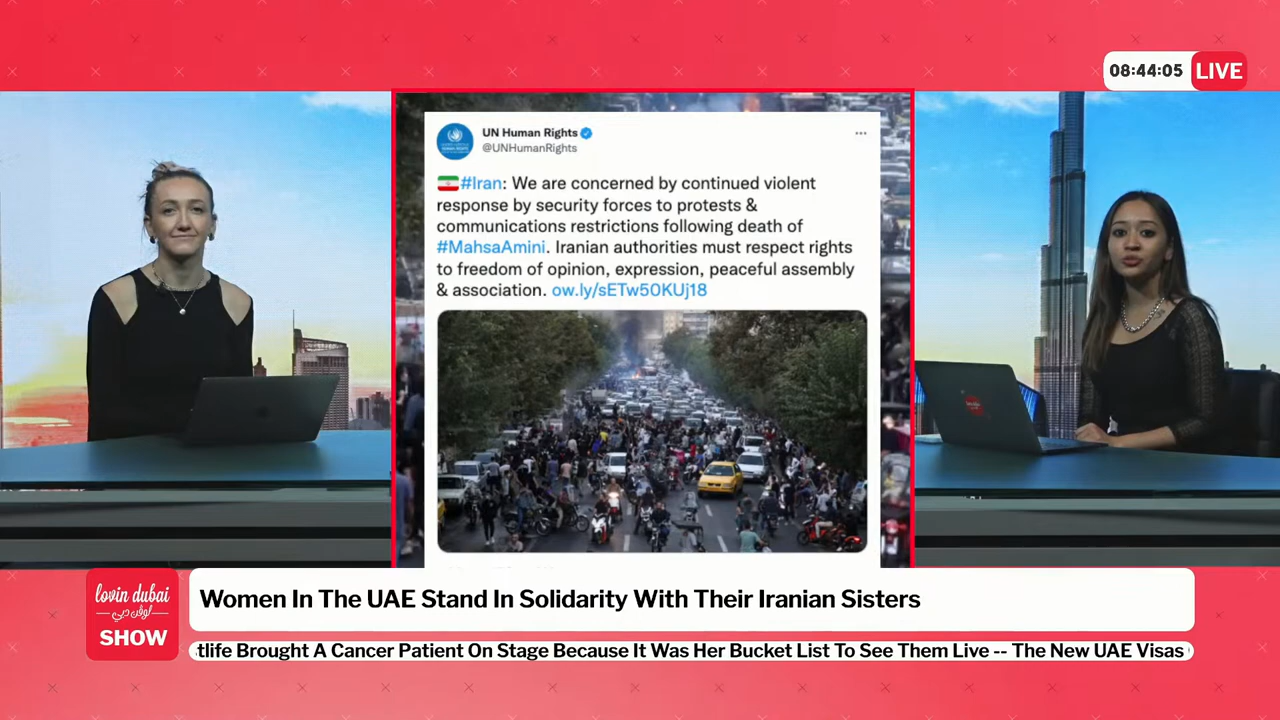 08:44:05 LIVE
UN Human Rights
@UNHumanRights
#Iran: We are concerned by continued violent
response by security forces to protests &
communications restrictions following death of
#MahsaAmini. Iranian authorities must respect rights
to freedom of opinion, expression, peaceful assembly
& association. ow.ly/sETw50KUj18
lovin dubai
لوڤن دبي
SHOW
Women In The UAE Stand In Solidarity With Their Iranian Sisters
tlife Brought A Cancer Patient On Stage Because It Was Her Bucket List To See Them Live -- The New UAE Visas